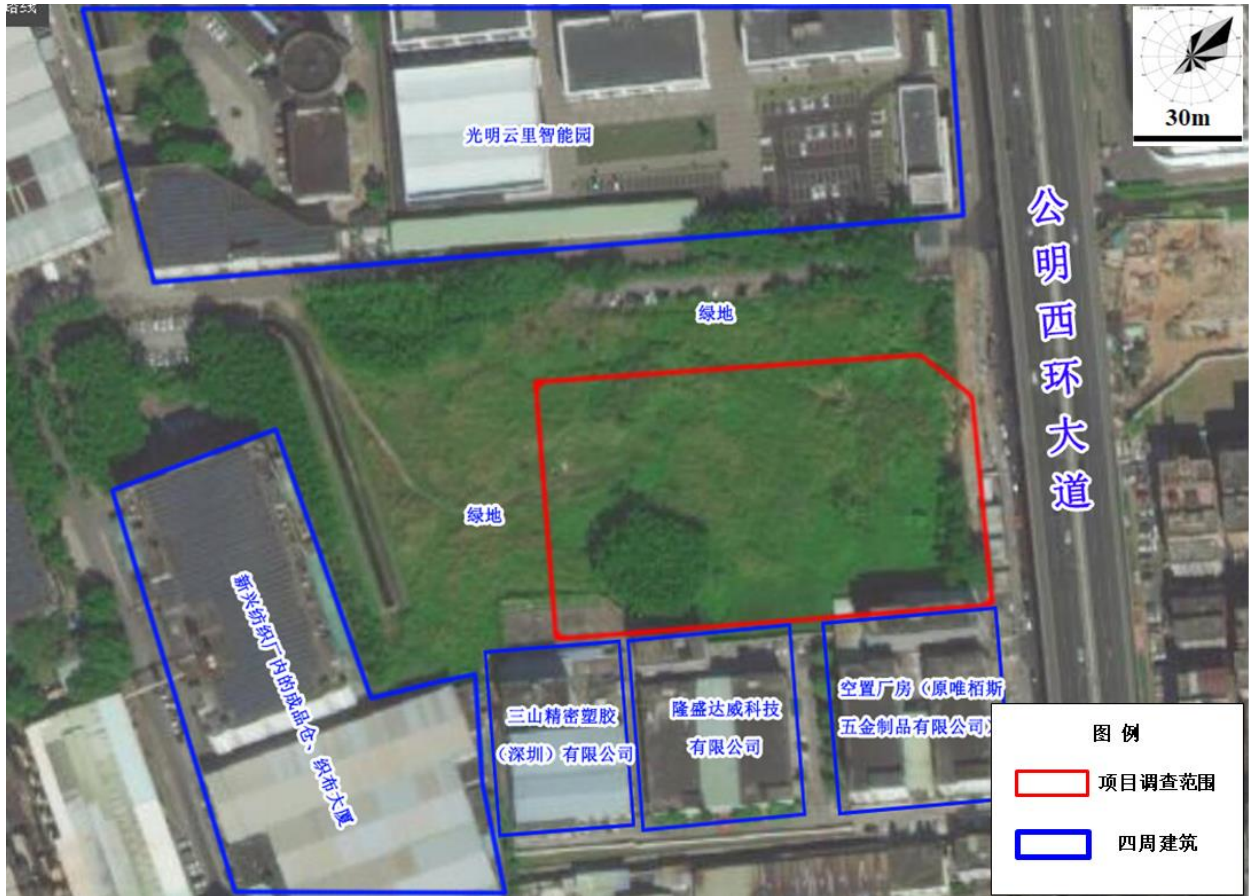 30m
光明云里智能园
公明西环大道
绿地
绿地
新兴纺织厂内的成品仓、织布大厦
三山精密塑胶
（深圳）有限公司
隆盛达威科技
有限公司
空置厂房（原唯栢斯
五金制品有限公司）
图 例
项目调查范围
四周建筑